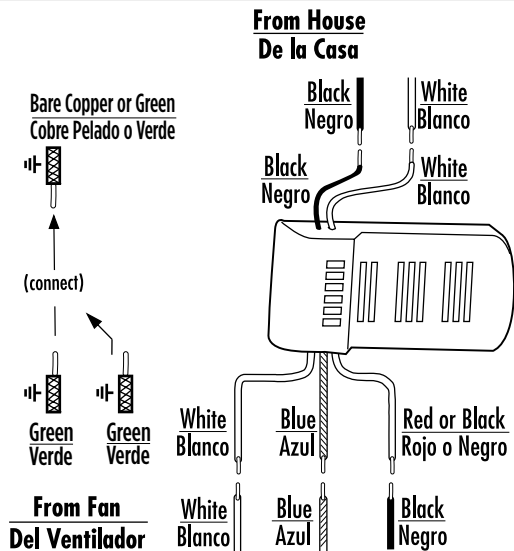 From House
De la Casa
Black
Negro
White
Blanco
Bare Copper or Green
Cobre Pelado o Verde
Black
Negro
White
Blanco
(connect)
Green
Verde
Green
Verde
White
Blanco
Blue
Azul
Red or Black
Rojo o Negro
From Fan
Del Ventilador
White
Blanco
Blue
Azul
Black
Negro